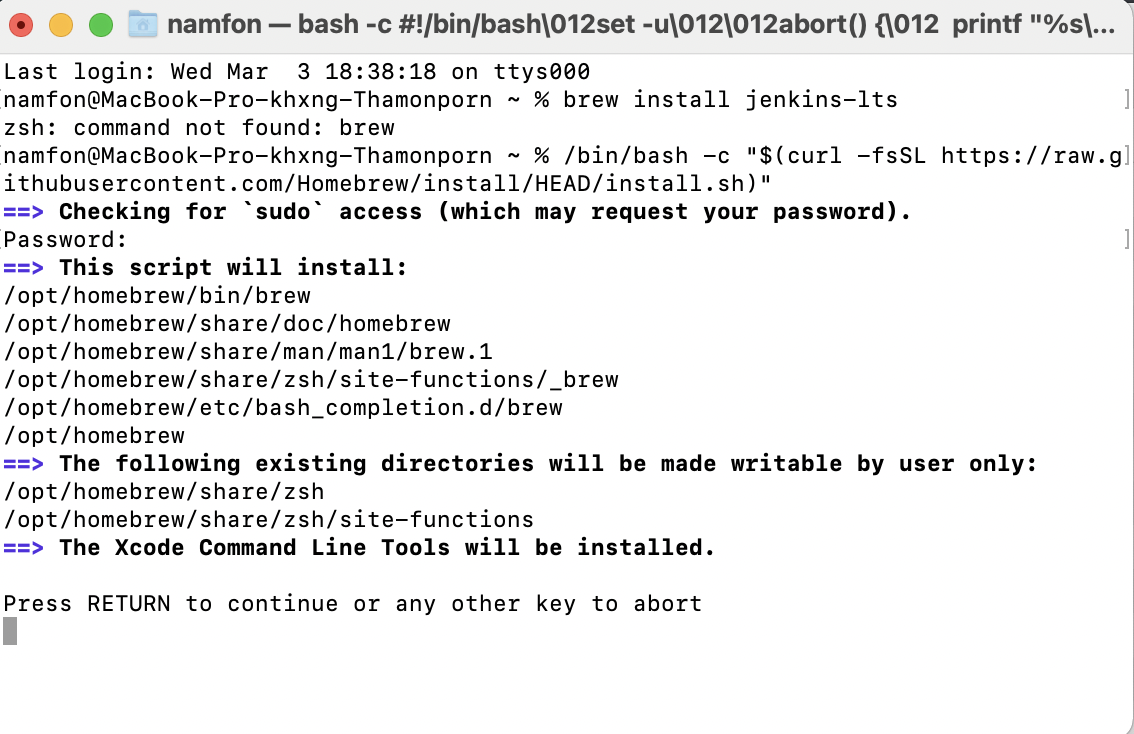 namfon — bash -c #!/bin/bash\012set -u\012\012abort() {\012  printf "%s\...
Last login: Wed Mar  3 18:38:18 on ttys000
[namfon@MacBook-Pro-khxng-Thamonporn ~ % brew install jenkins-lts ]
zsh: command not found: brew
[namfon@MacBook-Pro-khxng-Thamonporn ~ % /bin/bash -c "$(curl -fsSL https://raw.g]
ithubusercontent.com/Homebrew/install/HEAD/install.sh)"
==> Checking for `sudo` access (which may request your password).
[Password: ]
==> This script will install:
/opt/homebrew/bin/brew
/opt/homebrew/share/doc/homebrew
/opt/homebrew/share/man/man1/brew.1
/opt/homebrew/share/zsh/site-functions/_brew
/opt/homebrew/etc/bash_completion.d/brew
/opt/homebrew
==> The following existing directories will be made writable by user only:
/opt/homebrew/share/zsh
/opt/homebrew/share/zsh/site-functions
==> The Xcode Command Line Tools will be installed.
Press RETURN to continue or any other key to abort